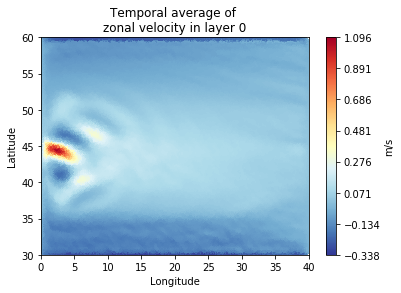 Temporal average of
zonal velocity in layer 0
60
55
50
45
40
35
30
Latitude
0 5 10 15 20 25 30 35 40
Longitude
1.096
0.891
0.686
0.481
0.276
0.071
−0.134
−0.338
m/s